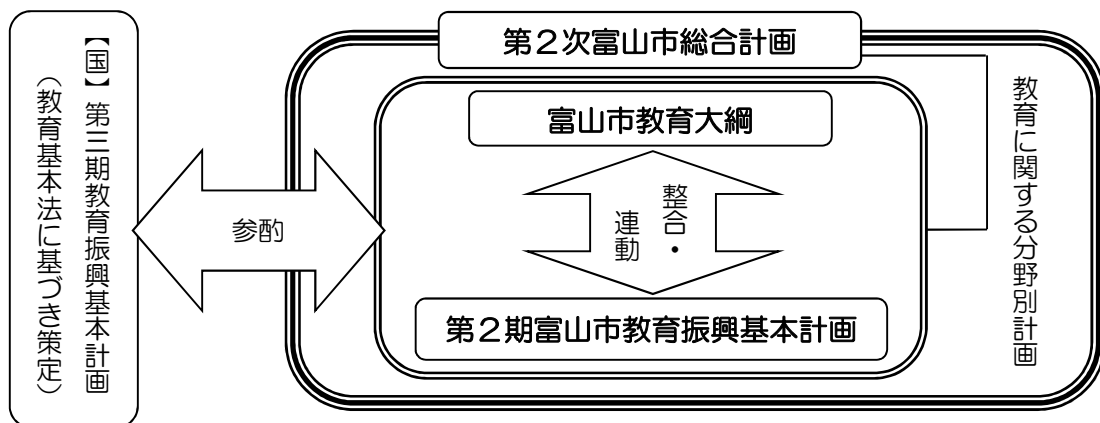 【国】第三期教育振興基本計画
(教育基本法に基づき策定)
参酌
第2次富山市総合計画
富山市教育大綱
整合・
連動
第2期富山市教育振興基本計画
教育に関する分野別計画